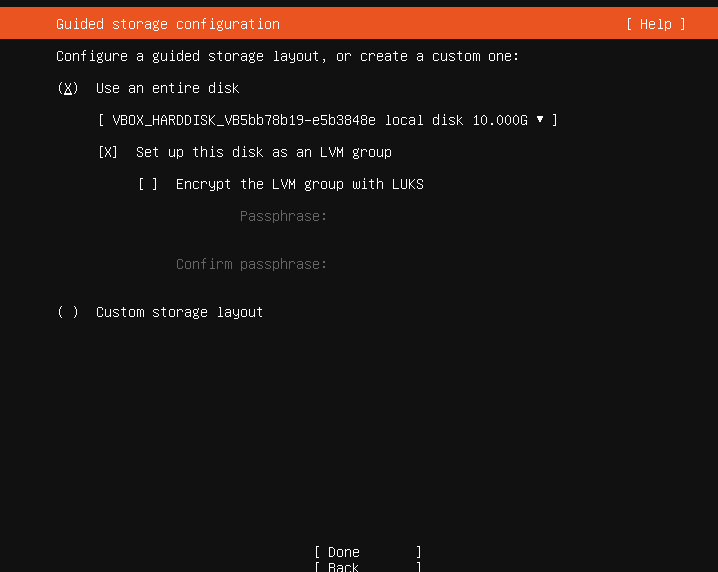 Guided storage configuration [ Help ]
Configure a guided storage layout, or create a custom one:
(X) Use an entire disk
[ VBOX_HARDDISK_VB5bb78b19-e5b3848e local disk 10.000G ▾ ]
[X] Set up this disk as an LVM group
[ ] Encrypt the LVM group with LUKS
Passphrase:
Confirm passphrase:
( ) Custom storage layout
[ Done ]
[ Back ]